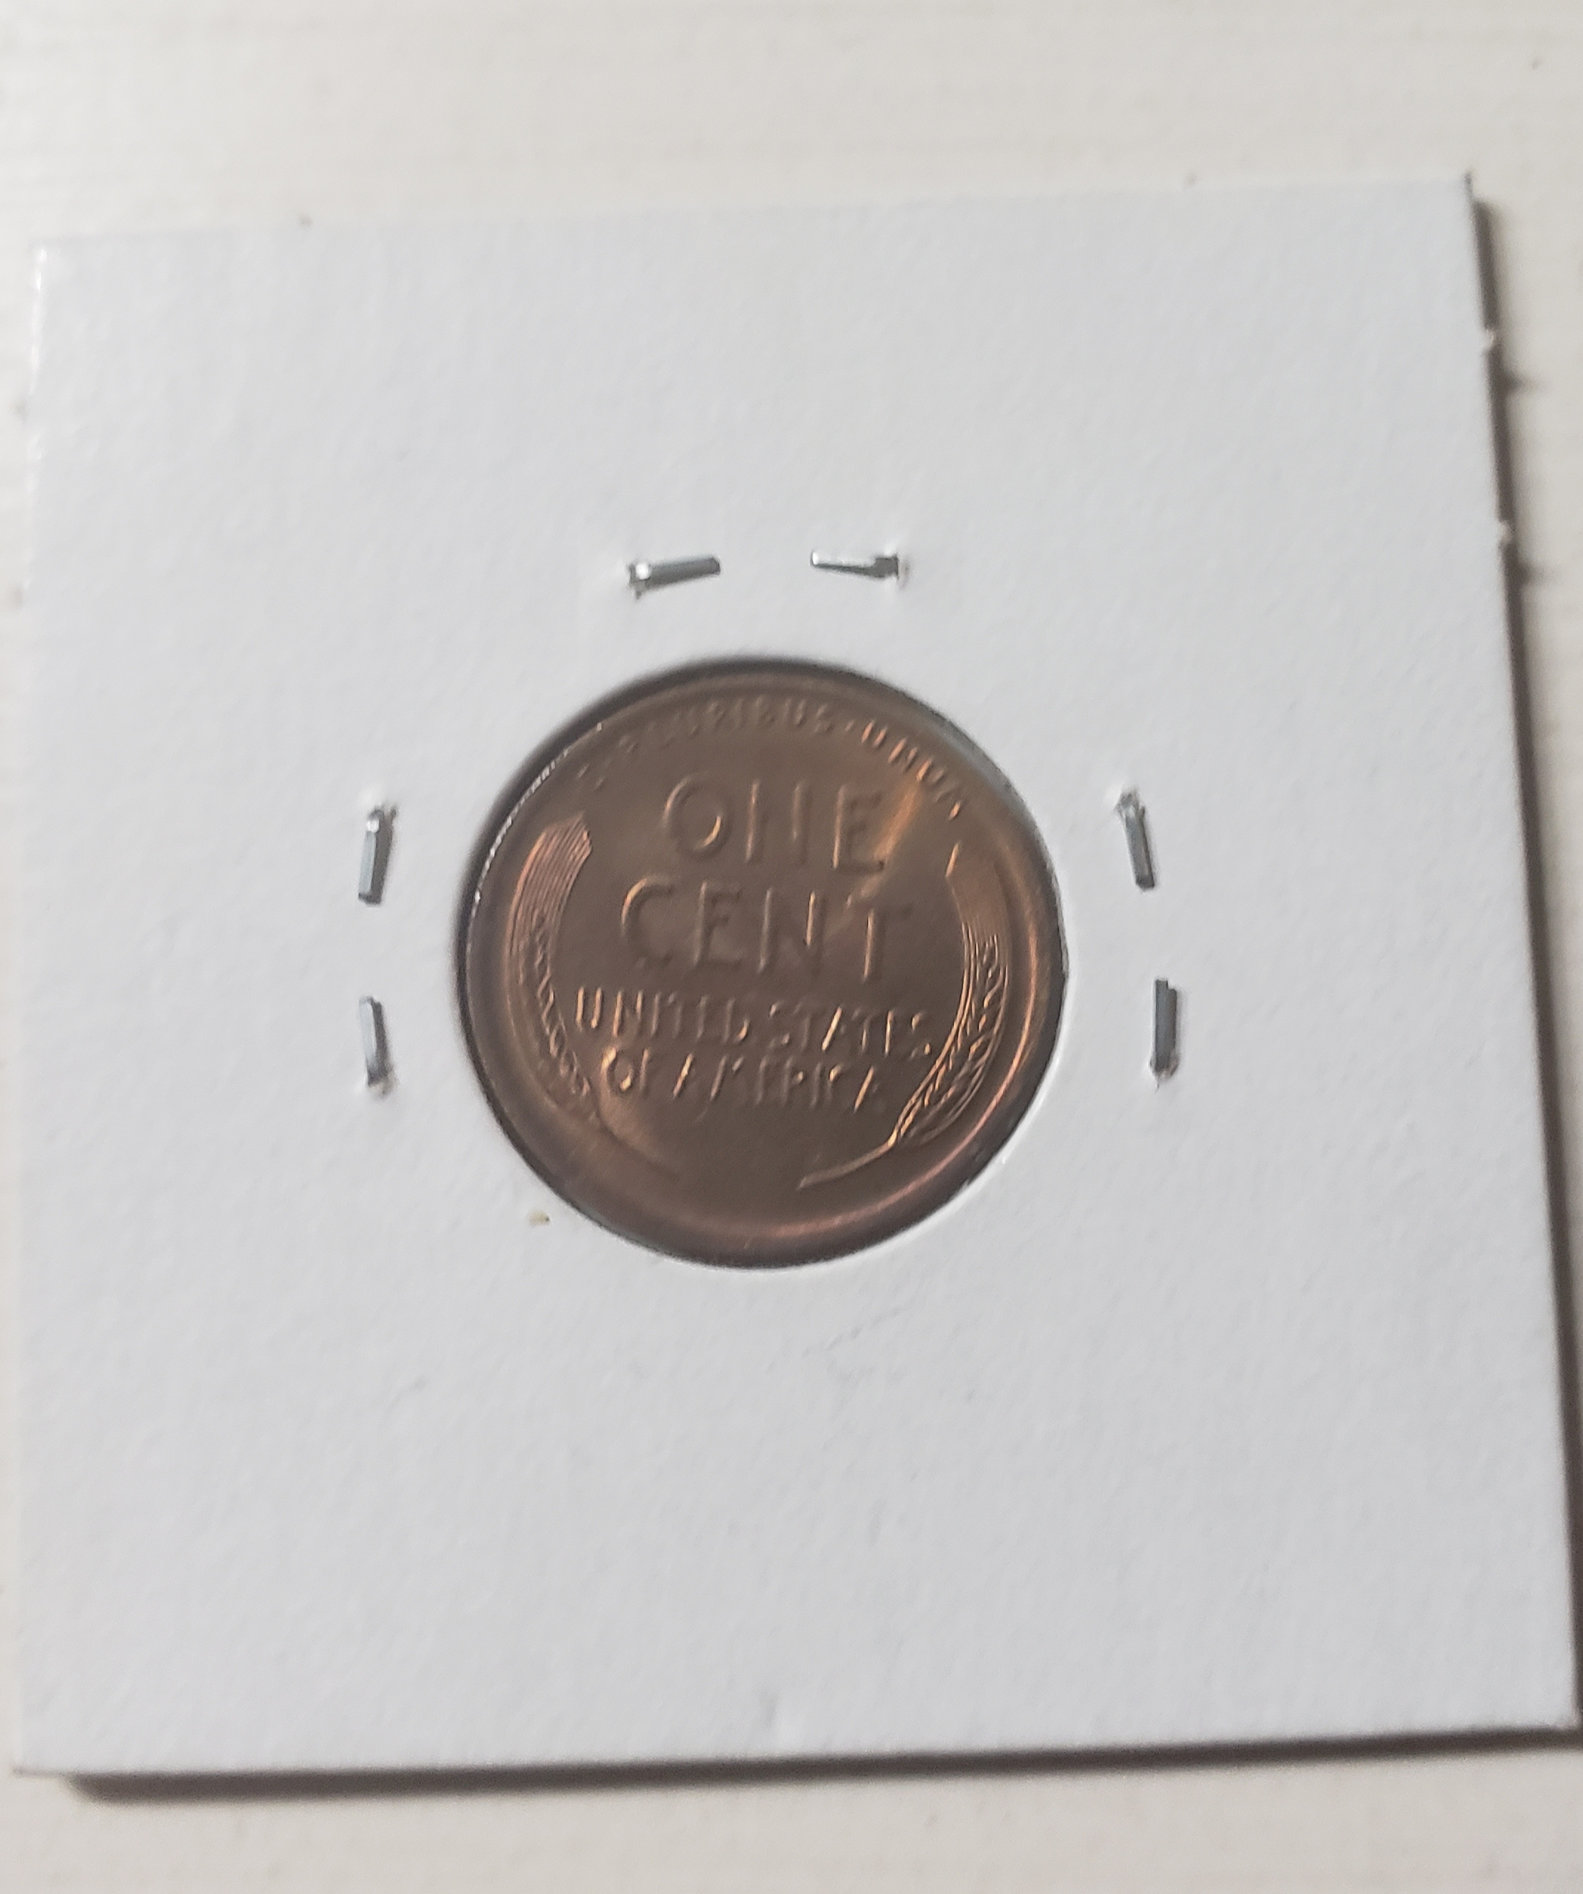 E·PLURIBUS·UNUM
ONE
CENT
UNITED STATES
OF AMERICA